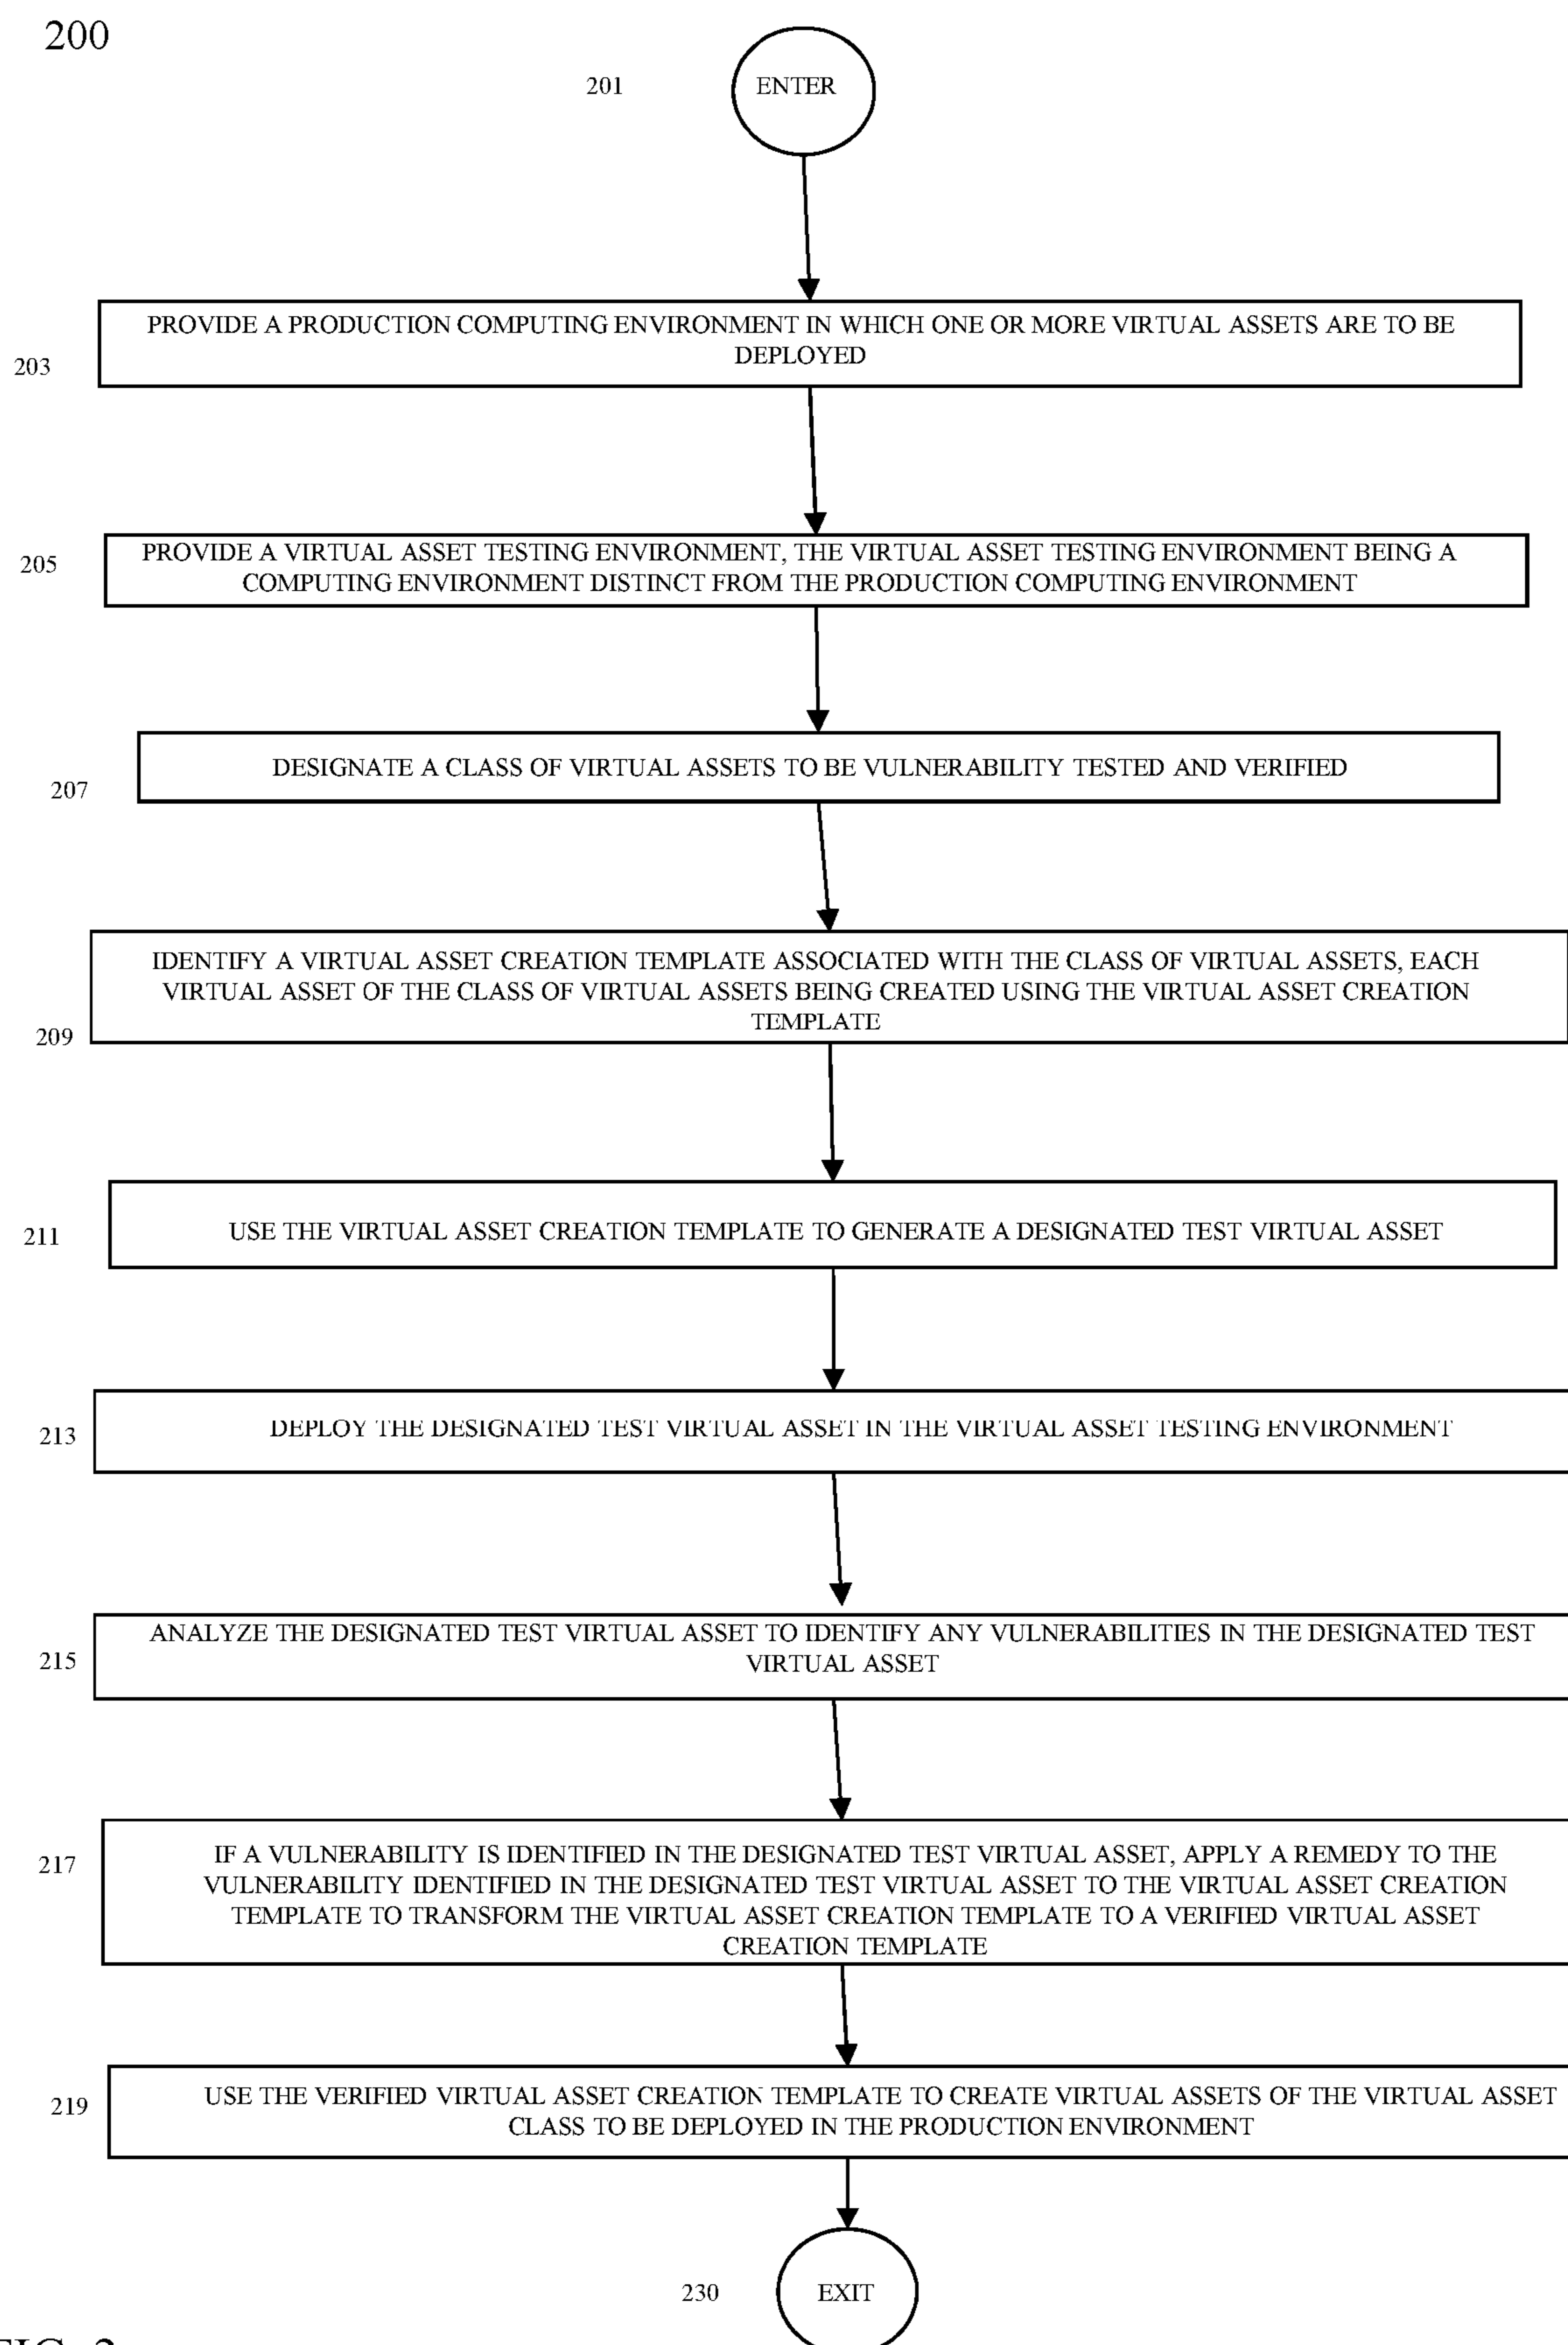 200
201
ENTER
PROVIDE A PRODUCTION COMPUTING ENVIRONMENT IN WHICH ONE OR MORE VIRTUAL ASSETS ARE TO BE
DEPLOYED
203
PROVIDE A VIRTUAL ASSET TESTING ENVIRONMENT, THE VIRTUAL ASSET TESTING ENVIRONMENT BEING A
COMPUTING ENVIRONMENT DISTINCT FROM THE PRODUCTION COMPUTING ENVIRONMENT
205
DESIGNATE A CLASS OF VIRTUAL ASSETS TO BE VULNERABILITY TESTED AND VERIFIED
207
IDENTIFY A VIRTUAL ASSET CREATION TEMPLATE ASSOCIATED WITH THE CLASS OF VIRTUAL ASSETS, EACH
VIRTUAL ASSET OF THE CLASS OF VIRTUAL ASSETS BEING CREATED USING THE VIRTUAL ASSET CREATION
TEMPLATE
209
USE THE VIRTUAL ASSET CREATION TEMPLATE TO GENERATE A DESIGNATED TEST VIRTUAL ASSET
211
DEPLOY THE DESIGNATED TEST VIRTUAL ASSET IN THE VIRTUAL ASSET TESTING ENVIRONMENT
213
ANALYZE THE DESIGNATED TEST VIRTUAL ASSET TO IDENTIFY ANY VULNERABILITIES IN THE DESIGNATED TEST
VIRTUAL ASSET
215
IF A VULNERABILITY IS IDENTIFIED IN THE DESIGNATED TEST VIRTUAL ASSET, APPLY A REMEDY TO THE
VULNERABILITY IDENTIFIED IN THE DESIGNATED TEST VIRTUAL ASSET TO THE VIRTUAL ASSET CREATION
TEMPLATE TO TRANSFORM THE VIRTUAL ASSET CREATION TEMPLATE TO A VERIFIED VIRTUAL ASSET
CREATION TEMPLATE
217
USE THE VERIFIED VIRTUAL ASSET CREATION TEMPLATE TO CREATE VIRTUAL ASSETS OF THE VIRTUAL ASSET
CLASS TO BE DEPLOYED IN THE PRODUCTION ENVIRONMENT
219
230
EXIT